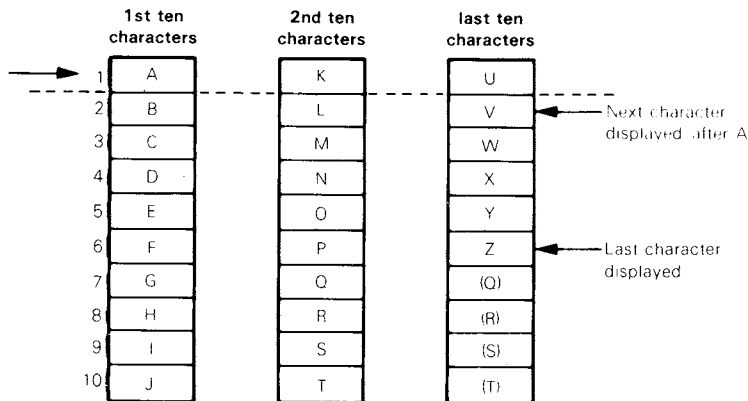 1st ten characters
2nd ten characters
last ten characters
1 A K U
2 B L V
Next character displayed after A
3 C M W
4 D N X
5 E O Y
6 F P Z
Last character displayed
7 G Q (Q)
8 H R (R)
9 I S (S)
10 J T (T)